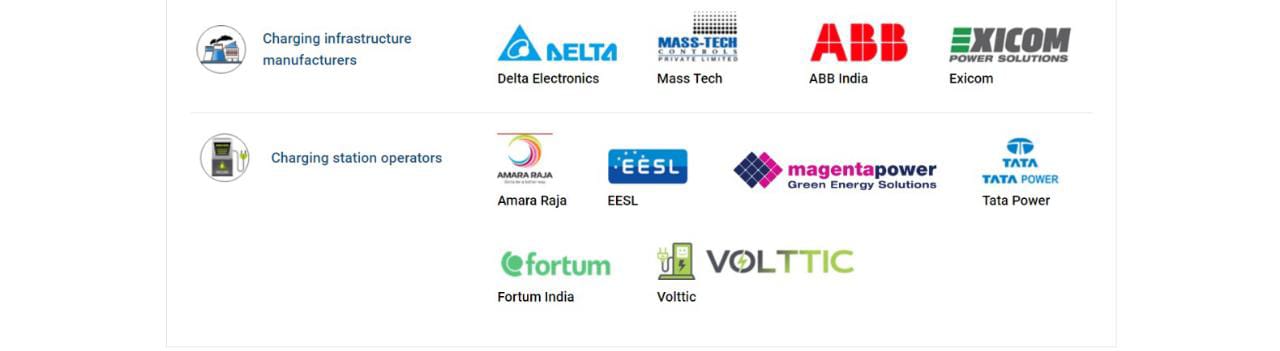 Charging infrastructure
manufacturers
DELTA
MASS-TECH
CONTROLS
PRIVATE LIMITED
ABB
EXICOM
POWER SOLUTIONS
Delta Electronics
Mass Tech
ABB India
Exicom
Charging station operators
AMARA RAJA
EESL
magentapower
Green Energy Solutions
TATA
TATA POWER
Amara Raja
EESL
Tata Power
fortum
VOLTTIC
Fortum India
Volttic